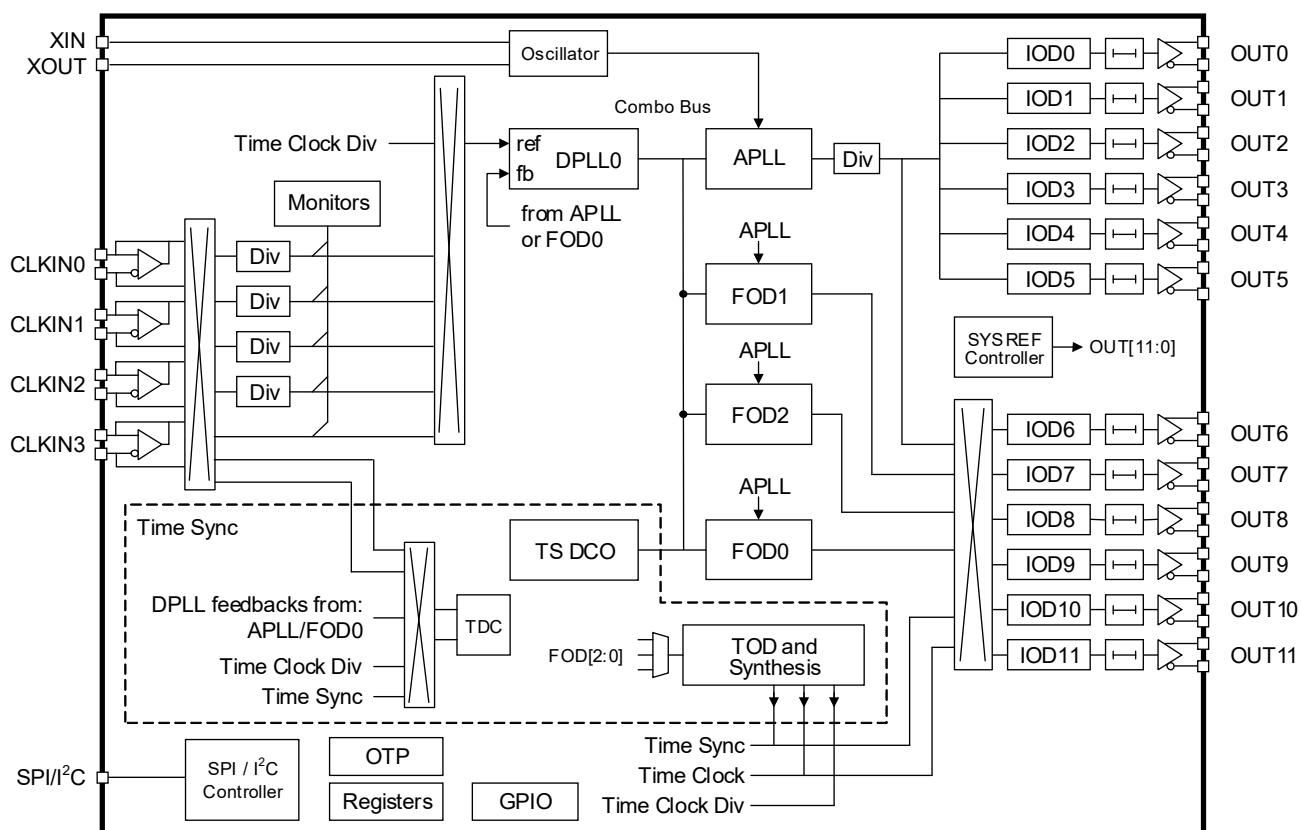 XIN
XOUT
Oscillator
IOD0
OUT0
IOD1
OUT1
Combo Bus
Time Clock Div
ref
fb
DPLL0
APLL
Div
IOD2
OUT2
Monitors
from APLL
or FOD0
IOD3
OUT3
APLL
IOD4
OUT4
CLKIN0
Div
FOD1
IOD5
OUT5
Div
CLKIN1
Div
APLL
SYSREF
Controller
OUT[11:0]
CLKIN2
Div
FOD2
CLKIN3
IOD6
OUT6
APLL
IOD7
OUT7
Time Sync
TS DCO
FOD0
IOD8
OUT8
IOD9
OUT9
DPLL feedbacks from:
APLL/FOD0
TDC
IOD10
OUT10
FOD[2:0]
TOD and
Synthesis
IOD11
OUT11
Time Clock Div
Time Sync
Time Sync
Time Clock
Time Clock Div
SPI/I²C
SPI / I²C
Controller
OTP
Registers
GPIO